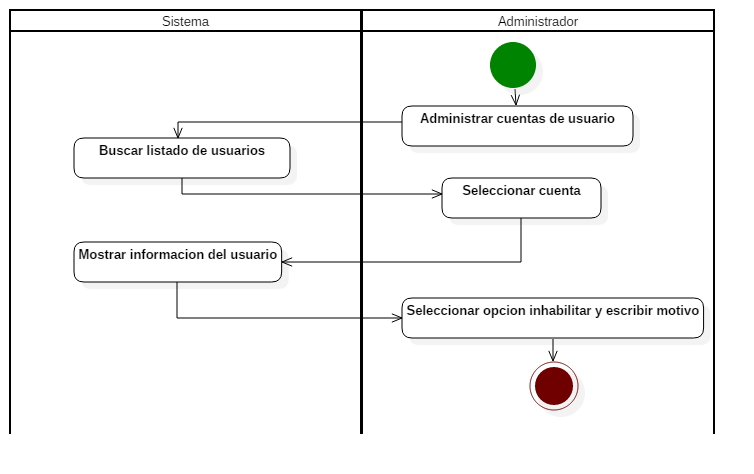 Sistema
Administrador
Administrar cuentas de usuario
Buscar listado de usuarios
Seleccionar cuenta
Mostrar informacion del usuario
Seleccionar opcion inhabilitar y escribir motivo